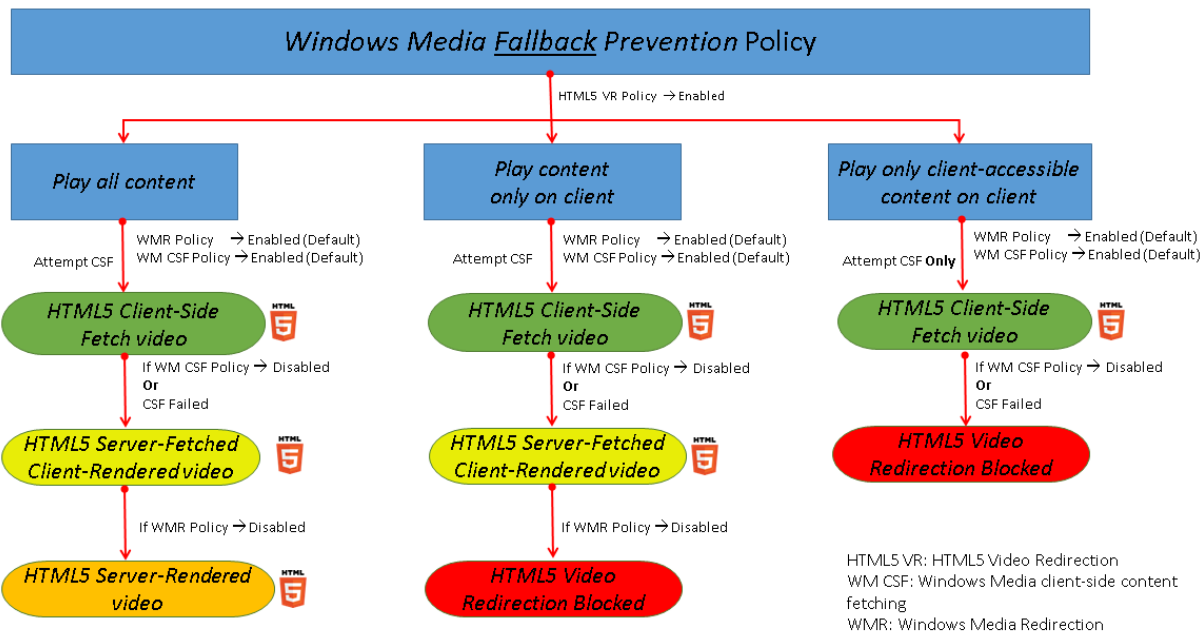 Windows Media Fallback Prevention Policy
HTML5 VR Policy → Enabled
Play all content
WMR Policy → Enabled (Default)
WM CSF Policy → Enabled (Default)
Attempt CSF
HTML5 Client-Side
Fetch video
HTML
5
If WM CSF Policy → Disabled
Or
CSF Failed
HTML5 Server-Fetched
Client-Rendered video
HTML
5
If WMR Policy → Disabled
HTML5 Server-Rendered
video
HTML
5
Play content
only on client
WMR Policy → Enabled (Default)
WM CSF Policy → Enabled (Default)
Attempt CSF
HTML5 Client-Side
Fetch video
HTML
5
If WM CSF Policy → Disabled
Or
CSF Failed
HTML5 Server-Fetched
Client-Rendered video
HTML
5
If WMR Policy → Disabled
HTML5 Video
Redirection Blocked
Play only client-accessible
content on client
WMR Policy → Enabled (Default)
WM CSF Policy → Enabled (Default)
Attempt CSF Only
HTML5 Client-Side
Fetch video
HTML
5
If WM CSF Policy → Disabled
Or
CSF Failed
HTML5 Video
Redirection Blocked
HTML5 VR: HTML5 Video Redirection
WM CSF: Windows Media client-side content
fetching
WMR: Windows Media Redirection